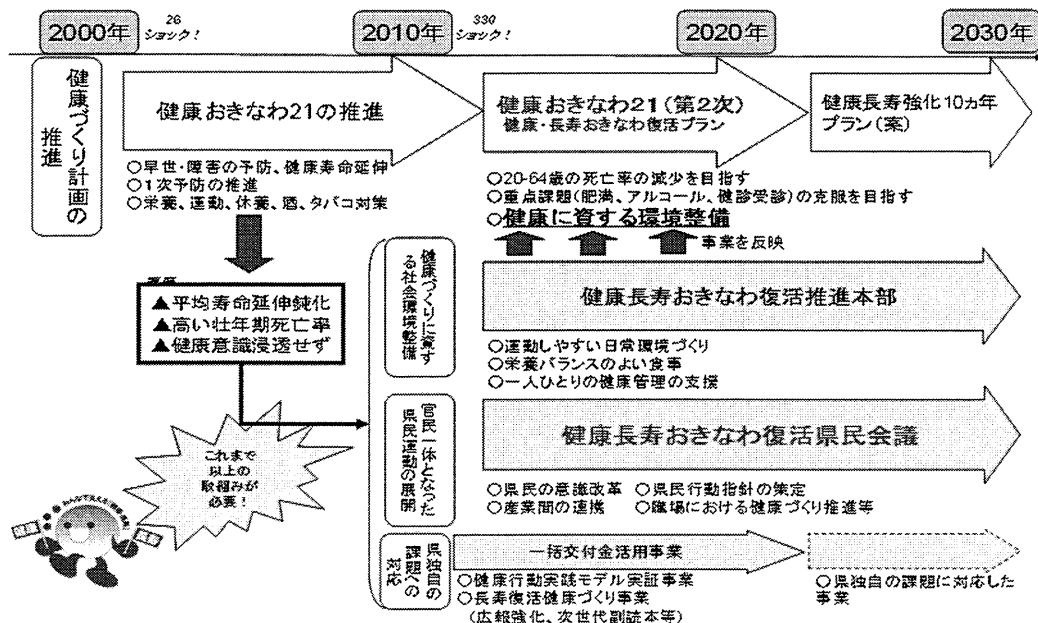 2000年
26
ショック!
2010年
330
ショック!
2020年
2030年
健康づくり計画の
推進
健康おきなわ21の推進
健康おきなわ21(第2次)
健康・長寿おきなわ復活プラン
健康長寿強化10ヵ年
プラン(案)
○早世・障害の予防、健康寿命延伸
○1次予防の推進
○栄養、運動、休養、酒、タバコ対策
○20-64歳の死亡率の減少を目指す
○重点課題(肥満、アルコール、健診受診)の克服を目指す
○健康に資する環境整備
事業を反映
▲平均寿命延伸鈍化
▲高い壮年期死亡率
▲健康意識浸透せず
健康づくりに資す
る社会環境整備
健康長寿おきなわ復活推進本部
○運動しやすい日常環境づくり
○栄養バランスのよい食事
○一人ひとりの健康管理の支援
官民一体となった
県民運動の展開
健康長寿おきなわ復活県民会議
○県民の意識改革 ○県民行動指針の策定
○産業間の連携 ○職場における健康づくり推進等
これまで
以上の
取組みが
必要!
県独自の
課題への
対応
一括交付金活用事業
○健康行動実践モデル実証事業
○長寿復活健康づくり事業
(広報強化、次世代副読本等)
○県独自の課題に対応した
事業